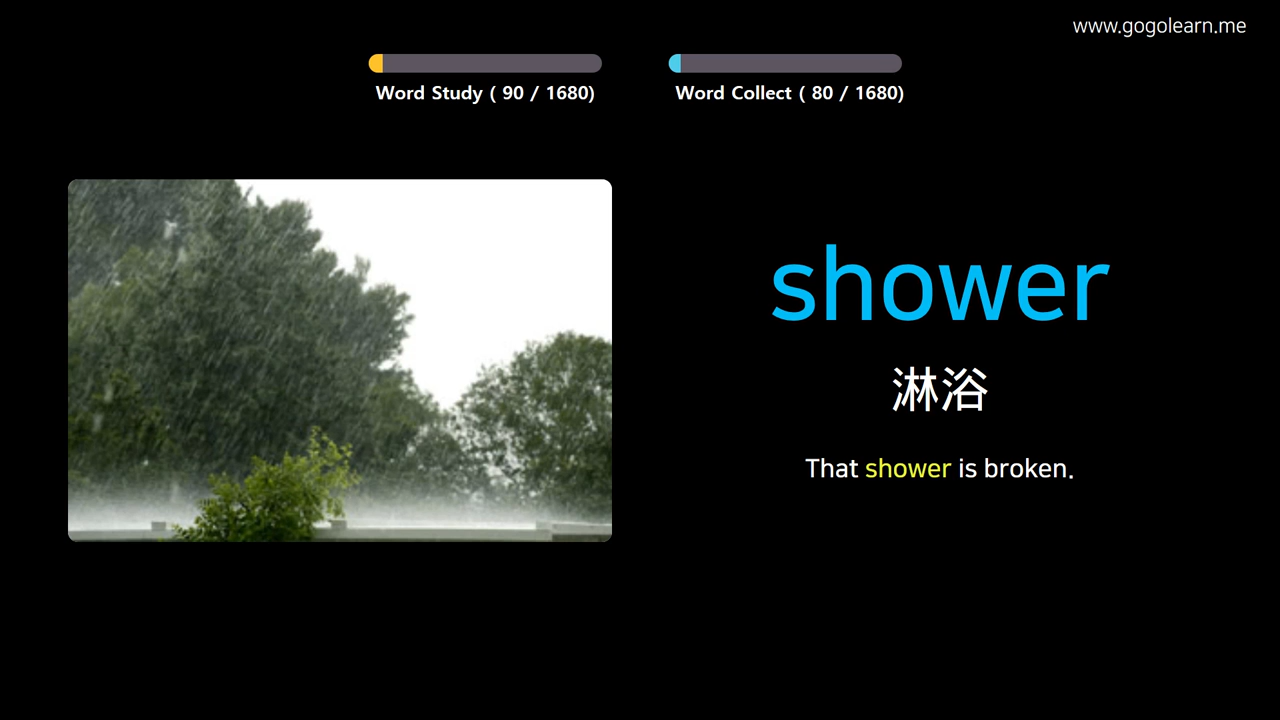 www.gogolearn.me
Word Study ( 90 / 1680)
Word Collect ( 80 / 1680)
shower
淋浴
That shower is broken.